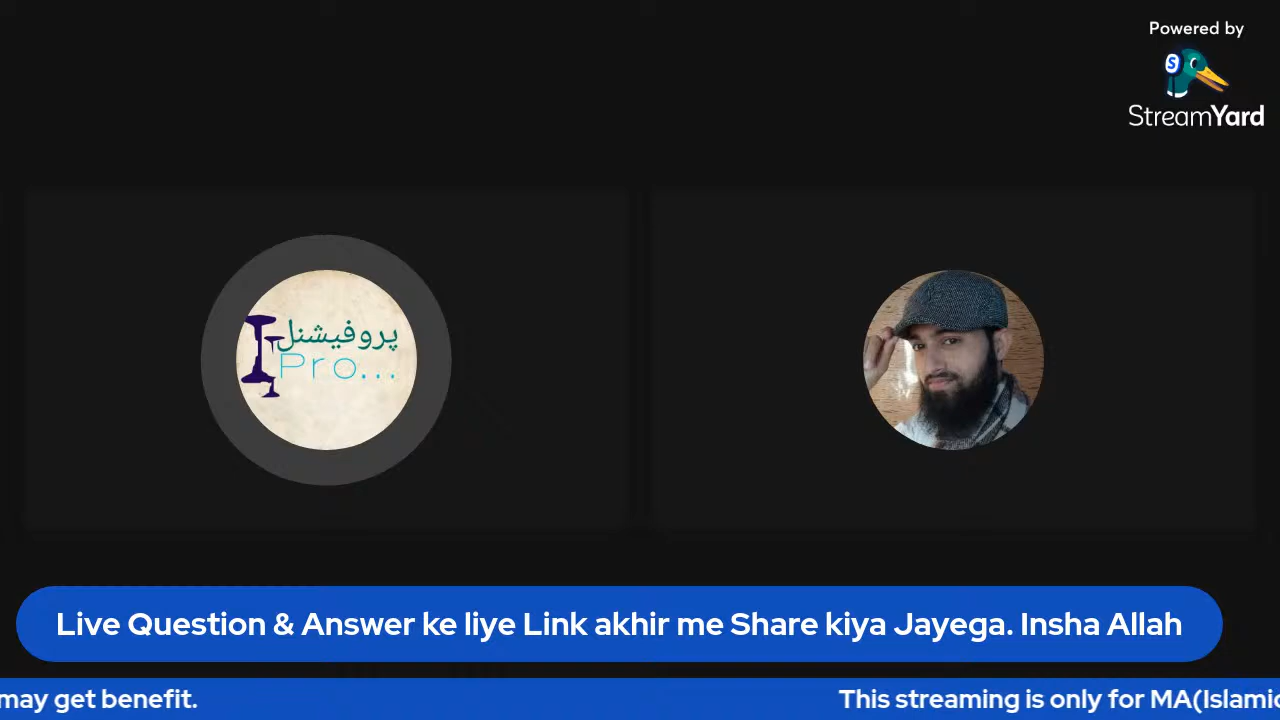 Powered by
StreamYard
پروفیشنل
Pro...
Live Question & Answer ke liye Link akhir me Share kiya Jayega. Insha Allah
may get benefit.
This streaming is only for MA(Islamic